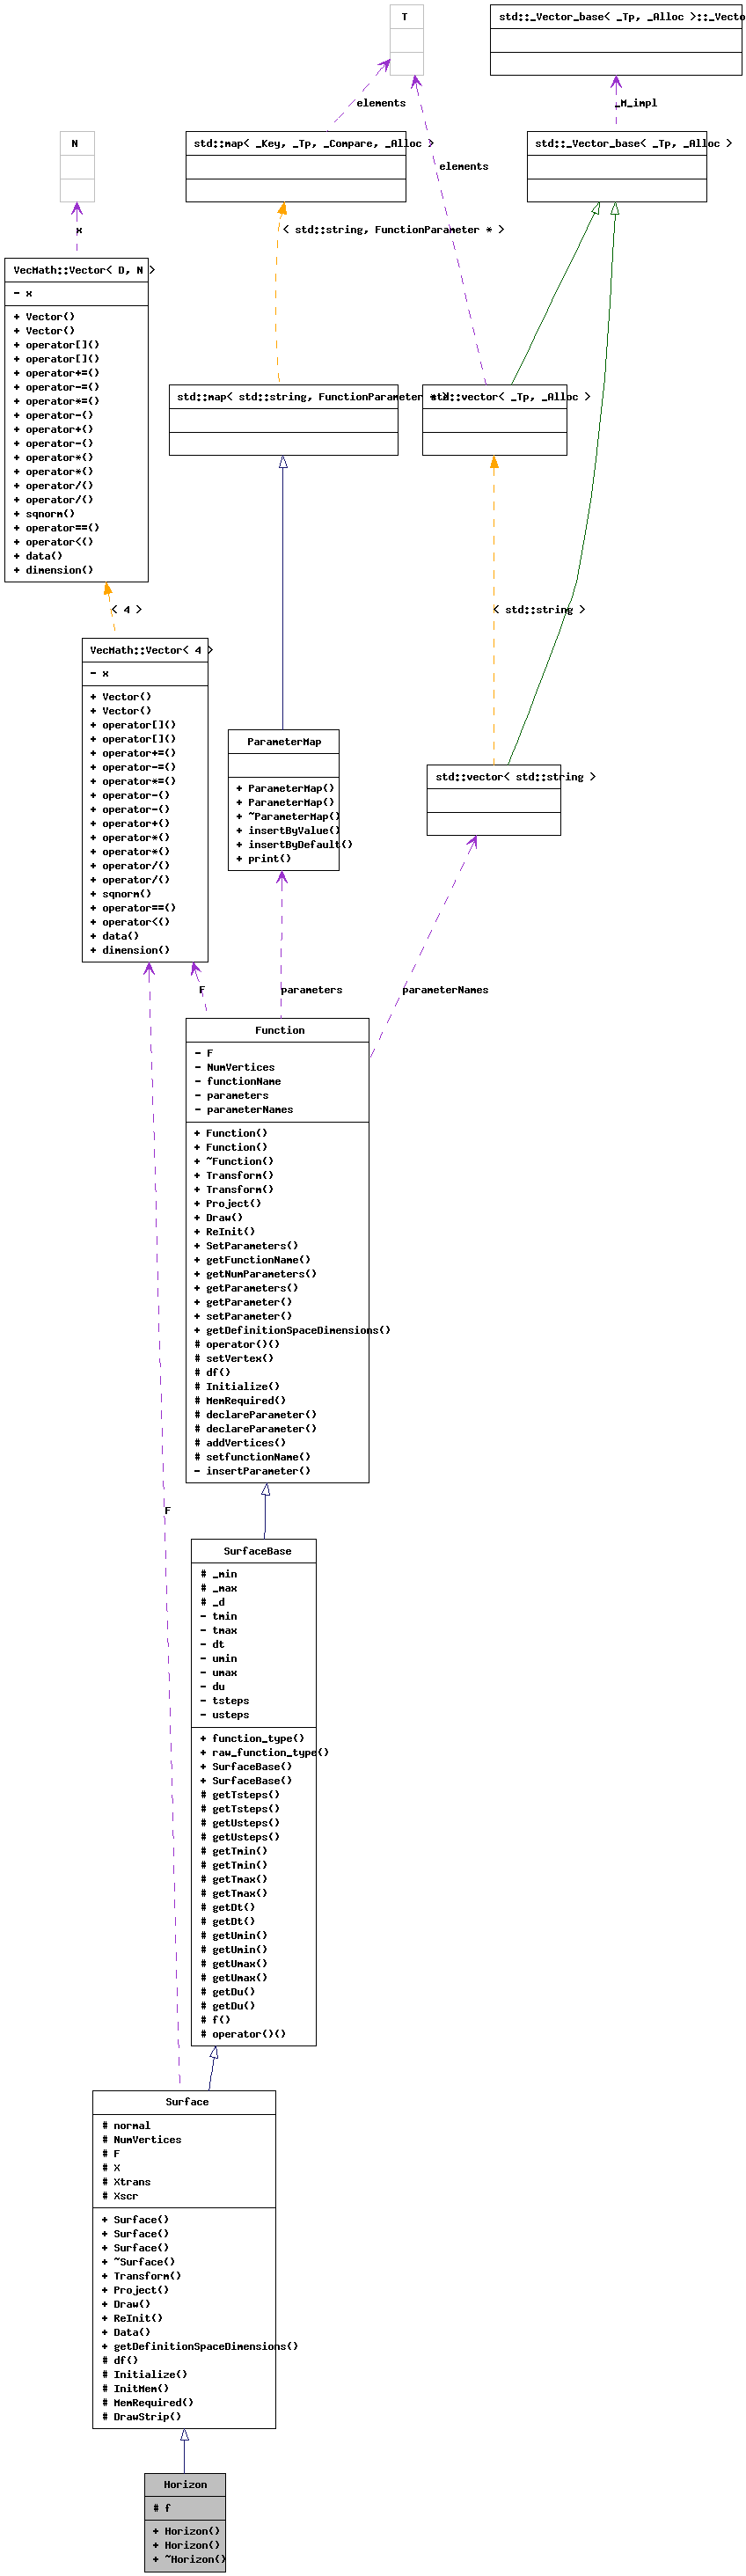 T
std::_Vector_base< _Tp, _Alloc >::_Vecto
elements
_M_impl
N
std::map< _Key, _Tp, _Compare, _Alloc >
std::_Vector_base< _Tp, _Alloc >
elements
x
< std::string, FunctionParameter * >
VecMath::Vector< D, N >
- x
+ Vector()
+ Vector()
+ operator[]()
+ operator[]()
+ operator+=()
+ operator-=()
+ operator*=()
+ operator-()
+ operator+()
+ operator-()
+ operator*()
+ operator*()
+ operator/()
+ operator/()
+ sqnorm()
+ operator==()
+ operator<()
+ data()
+ dimension()
std::map< std::string, FunctionParameter * >
std::vector< _Tp, _Alloc >
< 4 >
< std::string >
VecMath::Vector< 4 >
- x
+ Vector()
+ Vector()
+ operator[]()
+ operator[]()
+ operator+=()
+ operator-=()
+ operator*=()
+ operator-()
+ operator-()
+ operator+()
+ operator*()
+ operator*()
+ operator/()
+ operator/()
+ sqnorm()
+ operator==()
+ operator<()
+ data()
+ dimension()
ParameterMap
+ ParameterMap()
+ ParameterMap()
+ ~ParameterMap()
+ insertByValue()
+ insertByDefault()
+ print()
std::vector< std::string >
F
parameters
parameterNames
Function
- F
- NumVertices
- functionName
- parameters
- parameterNames
+ Function()
+ Function()
+ ~Function()
+ Transform()
+ Transform()
+ Project()
+ Draw()
+ ReInit()
+ SetParameters()
+ getFunctionName()
+ getNumParameters()
+ getParameters()
+ getParameter()
+ setParameter()
+ getDefinitionSpaceDimensions()
# operator()()
# setVertex()
# df()
# Initialize()
# MemRequired()
# declareParameter()
# declareParameter()
# addVertices()
# setfunctionName()
- insertParameter()
F
SurfaceBase
# _min
# _max
# _d
- tmin
- tmax
- dt
- umin
- umax
- du
- tsteps
- usteps
+ function_type()
+ raw_function_type()
+ SurfaceBase()
+ SurfaceBase()
# getTsteps()
# getTsteps()
# getUsteps()
# getUsteps()
# getTmin()
# getTmin()
# getTmax()
# getTmax()
# getDt()
# getDt()
# getUmin()
# getUmin()
# getUmax()
# getUmax()
# getDu()
# getDu()
# f()
# operator()()
Surface
# normal
# NumVertices
# F
# X
# Xtrans
# Xscr
+ Surface()
+ Surface()
+ Surface()
+ ~Surface()
+ Transform()
+ Project()
+ Draw()
+ ReInit()
+ Data()
+ getDefinitionSpaceDimensions()
# df()
# Initialize()
# InitMem()
# MemRequired()
# DrawStrip()
Horizon
# f
+ Horizon()
+ Horizon()
+ ~Horizon()